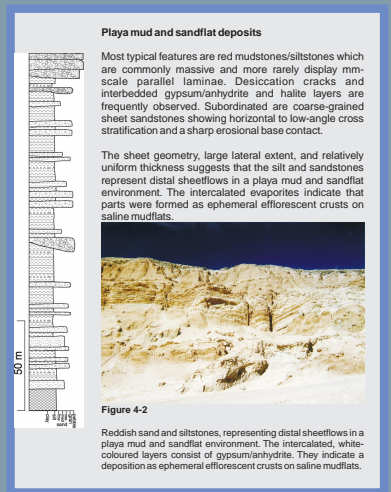 Playa mud and sandflat deposits
Most typical features are red mudstones/siltstones which
are commonly massive and more rarely display mm-
scale parallel laminae. Desiccation cracks and
interbedded gypsum/anhydrite and halite layers are
frequently observed. Subordinated are coarse-grained
sheet sandstones showing horizontal to low-angle cross
stratification and a sharp erosional base contact.
The sheet geometry, large lateral extent, and relatively
uniform thickness suggests that the silt and sandstones
represent distal sheetflows in a playa mud and sandflat
environment. The intercalated evaporites indicate that
parts were formed as ephemeral efflorescent crusts on
saline mudflats.
50 m
sand
Figure 4-2
Reddish sand and siltstones, representing distal sheetflows in a
playa mud and sandflat environment. The intercalated, white-
coloured layers consist of gypsum/anhydrite. They indicate a
deposition as ephemeral efflorescent crusts on saline mudflats.